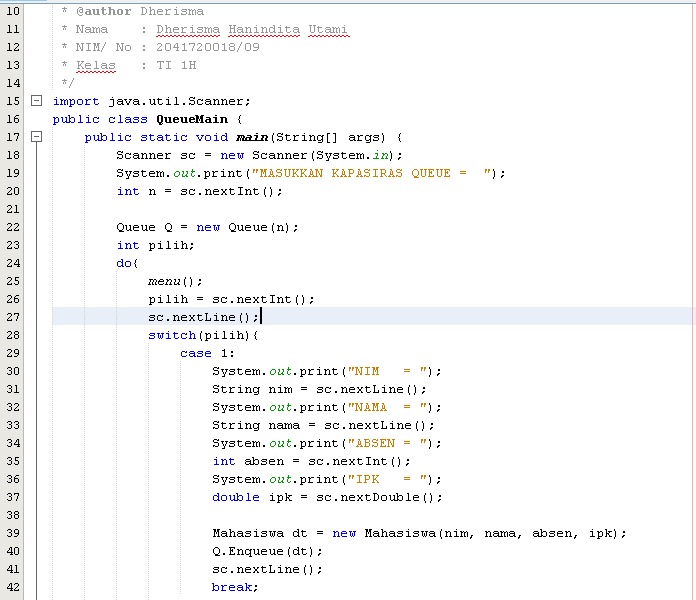 10 * @author Dherisma
11 * Nama    : Dherisma Hanindita Utami
12 * NIM/ No : 2041720018/09
13 * Kelas   : TI 1H
14 */
15 import java.util.Scanner;
16 public class QueueMain {
17     public static void main(String[] args) {
18         Scanner sc = new Scanner(System.in);
19         System.out.print("MASUKKAN KAPASIRAS QUEUE =  ");
20         int n = sc.nextInt();
21
22         Queue Q = new Queue(n);
23         int pilih;
24         do{
25             menu();
26             pilih = sc.nextInt();
27             sc.nextLine();
28             switch(pilih){
29                 case 1:
30                     System.out.print("NIM   = ");
31                     String nim = sc.nextLine();
32                     System.out.print("NAMA  = ");
33                     String nama = sc.nextLine();
34                     System.out.print("ABSEN = ");
35                     int absen = sc.nextInt();
36                     System.out.print("IPK   = ");
37                     double ipk = sc.nextDouble();
38
39                     Mahasiswa dt = new Mahasiswa(nim, nama, absen, ipk);
40                     Q.Enqueue(dt);
41                     sc.nextLine();
42                     break;